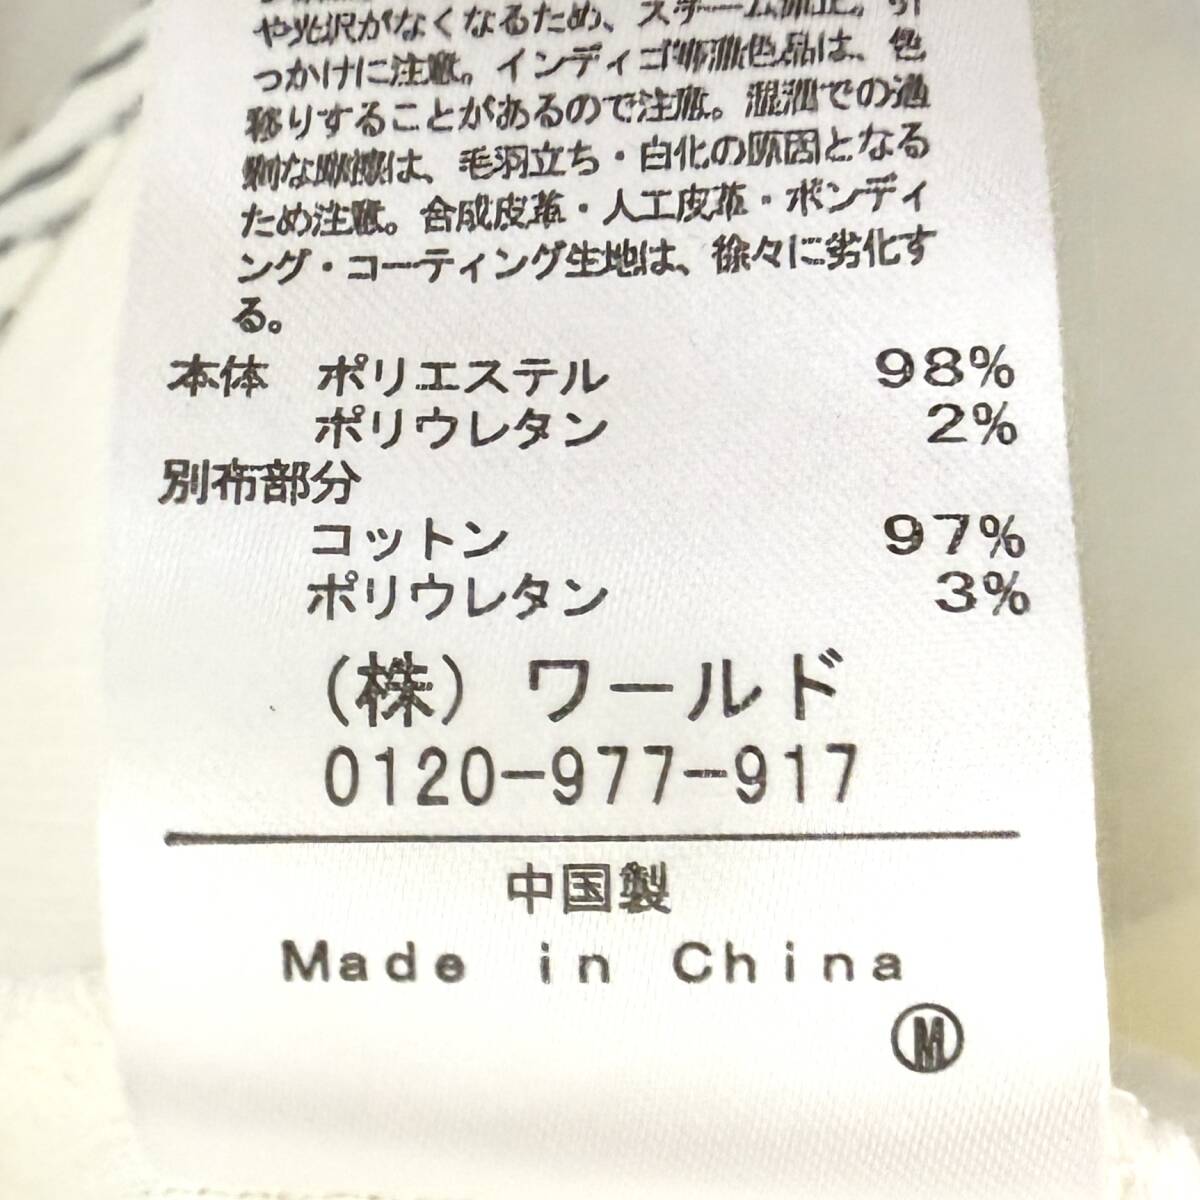 や光沢がなくなるため、スチーム禁止。引
っかけに注意。インディゴ等濃色品は、色
移りすることがあるので注意。湿潤での過
剰な摩擦は、毛羽立ち・白化の原因となる
ため注意。合成皮革・人工皮革・ボンディ
ング・コーティング生地は、徐々に劣化す
る。
本体 ポリエステル 98%
ポリウレタン 2%
別布部分
コットン 97%
ポリウレタン 3%
(株) ワールド
0120-977-917
中国製
Made in China
Ⓜ